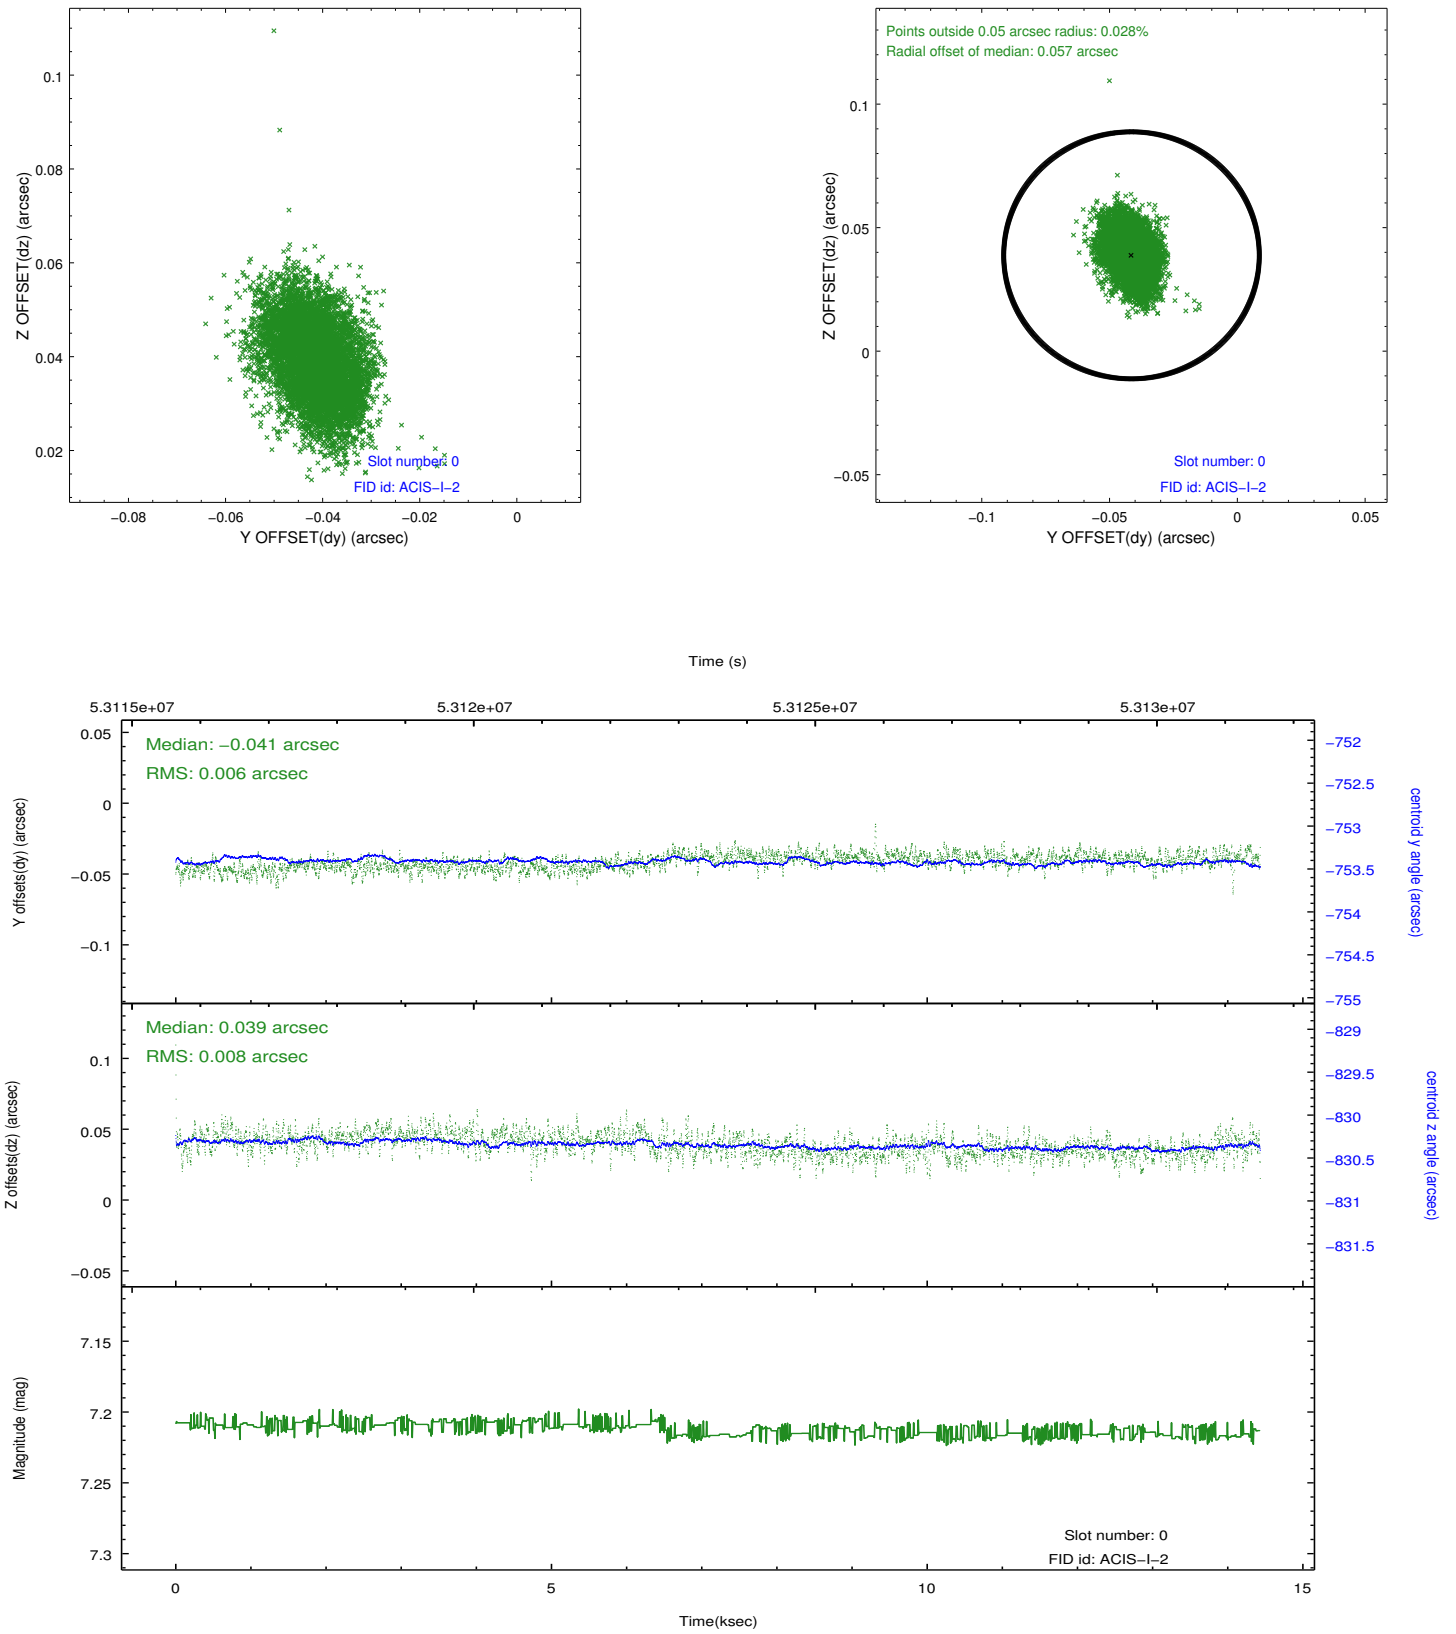 0.1
0.08
0.06
0.04
0.02
Z OFFSET(dz) (arcsec)
Slot number: 0
FID id: ACIS−I−2
−0.08 −0.06 −0.04 −0.02 0
Y OFFSET(dy) (arcsec)
Points outside 0.05 arcsec radius: 0.028%
Radial offset of median: 0.057 arcsec
0.1
0.05
0
−0.05
Z OFFSET(dz) (arcsec)
Slot number: 0
FID id: ACIS−I−2
−0.1 −0.05 0 0.05
Y OFFSET(dy) (arcsec)
Time (s)
5.3115e+07 5.312e+07 5.3125e+07 5.313e+07
Median: −0.041 arcsec
RMS: 0.006 arcsec
0.05
0
−0.05
−0.1
Y offsets(dy) (arcsec)
−752
−752.5
−753
−753.5
−754
−754.5
−755
centroid y angle (arcsec)
Median: 0.039 arcsec
RMS: 0.008 arcsec
0.1
0.05
0
−0.05
Z offsets(dz) (arcsec)
−829
−829.5
−830
−830.5
−831
−831.5
centroid z angle (arcsec)
7.15
7.2
7.25
7.3
Magnitude (mag)
Slot number: 0
FID id: ACIS−I−2
0 5 10 15
Time(ksec)